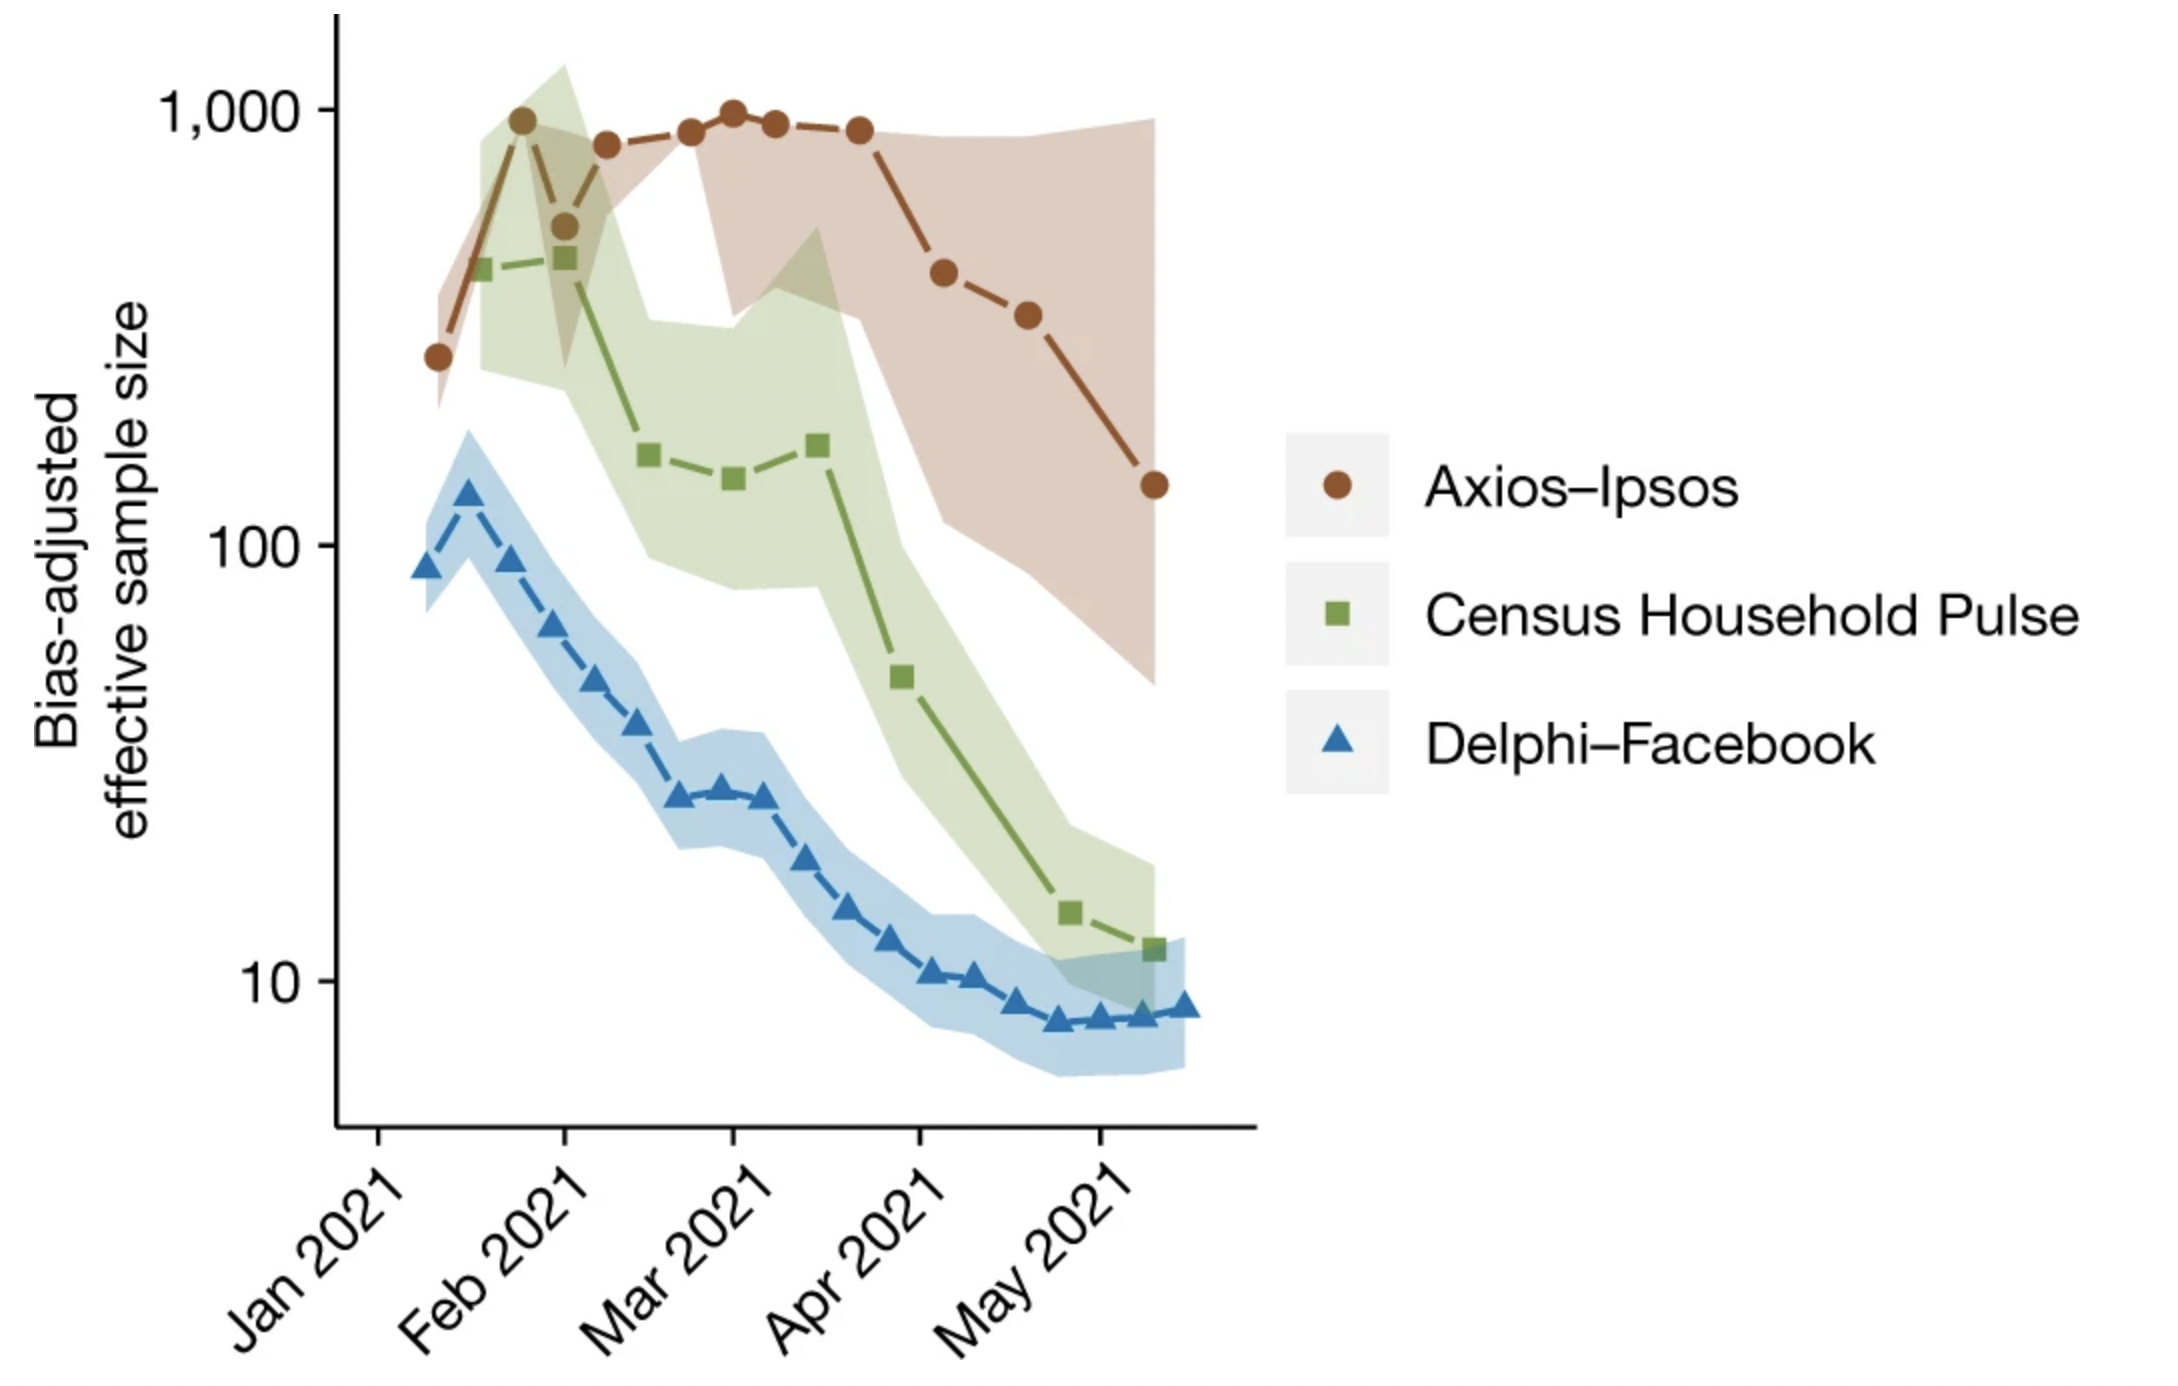 Bias-adjusted
effective sample size
1,000
100
10
Jan 2021
Feb 2021
Mar 2021
Apr 2021
May 2021
Axios–Ipsos
Census Household Pulse
Delphi–Facebook